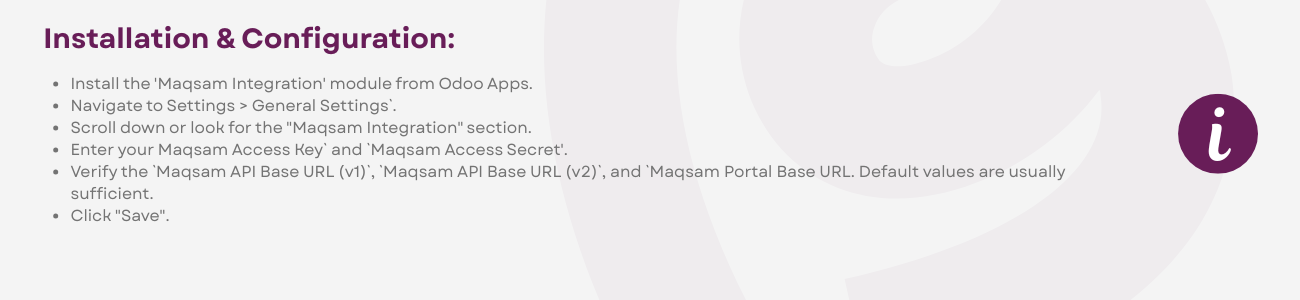 Installation & Configuration:
• Install the 'Maqsam Integration' module from Odoo Apps.
• Navigate to Settings > General Settings`.
• Scroll down or look for the "Maqsam Integration" section.
• Enter your Maqsam Access Key` and `Maqsam Access Secret'.
• Verify the `Maqsam API Base URL (v1)`, `Maqsam API Base URL (v2)`, and `Maqsam Portal Base URL. Default values are usually
sufficient.
• Click "Save".
i